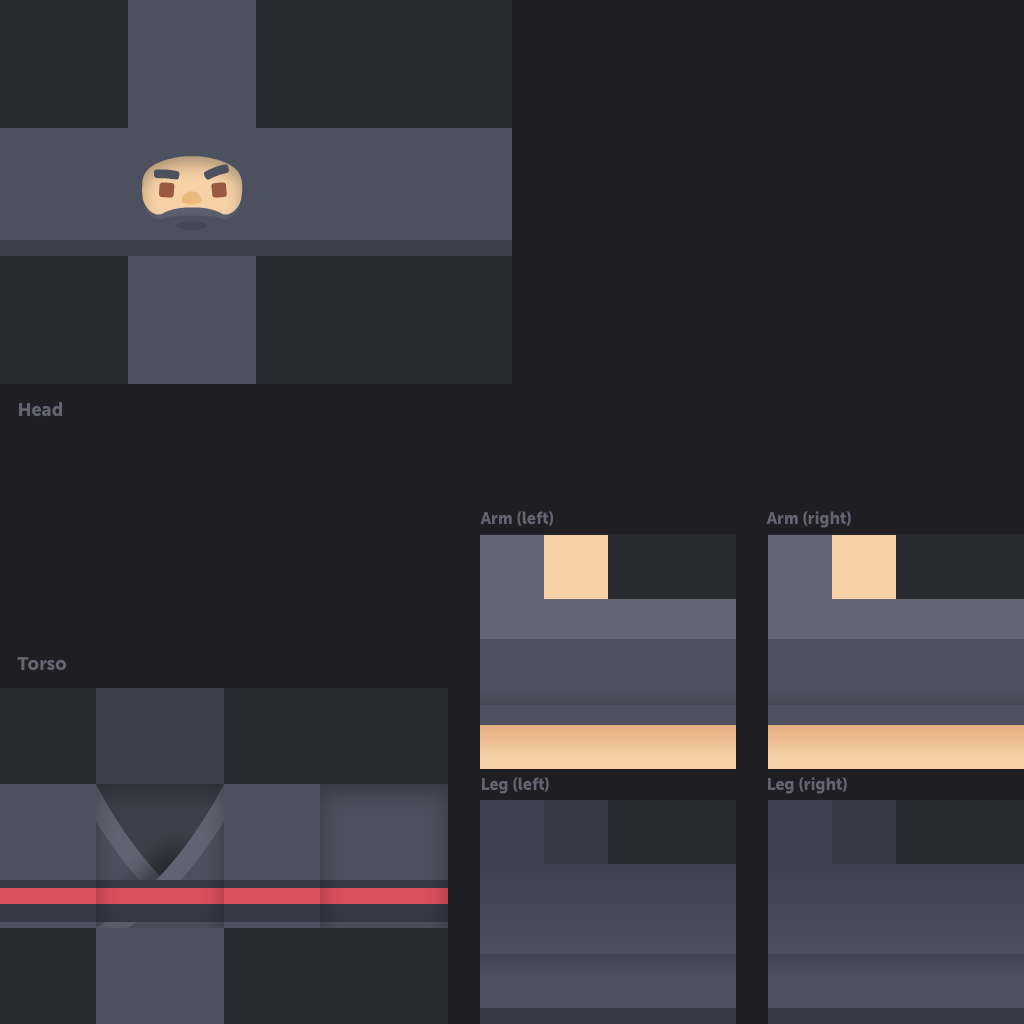 Head
Arm (left)
Arm (right)
Torso
Leg (left)
Leg (right)